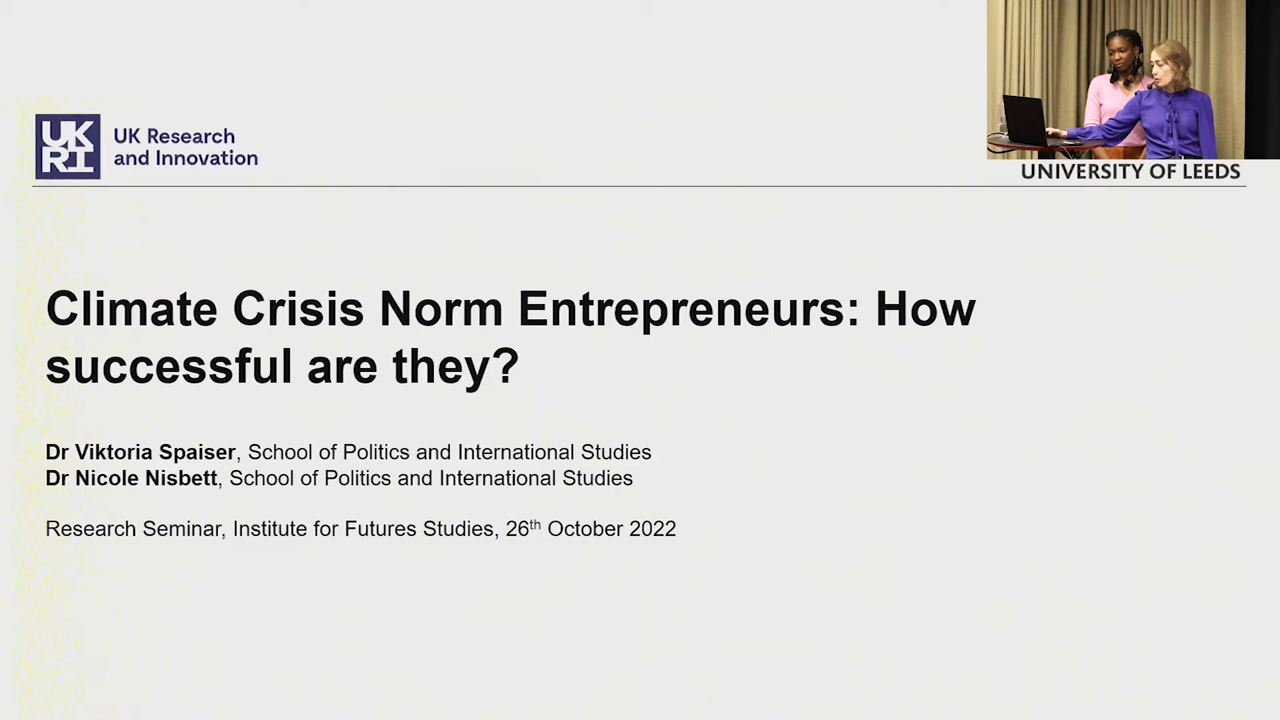 UK
RI
UK Research
and Innovation
UNIVERSITY OF LEEDS
Climate Crisis Norm Entrepreneurs: How
successful are they?
Dr Viktoria Spaiser, School of Politics and International Studies
Dr Nicole Nisbett, School of Politics and International Studies
Research Seminar, Institute for Futures Studies, 26th October 2022